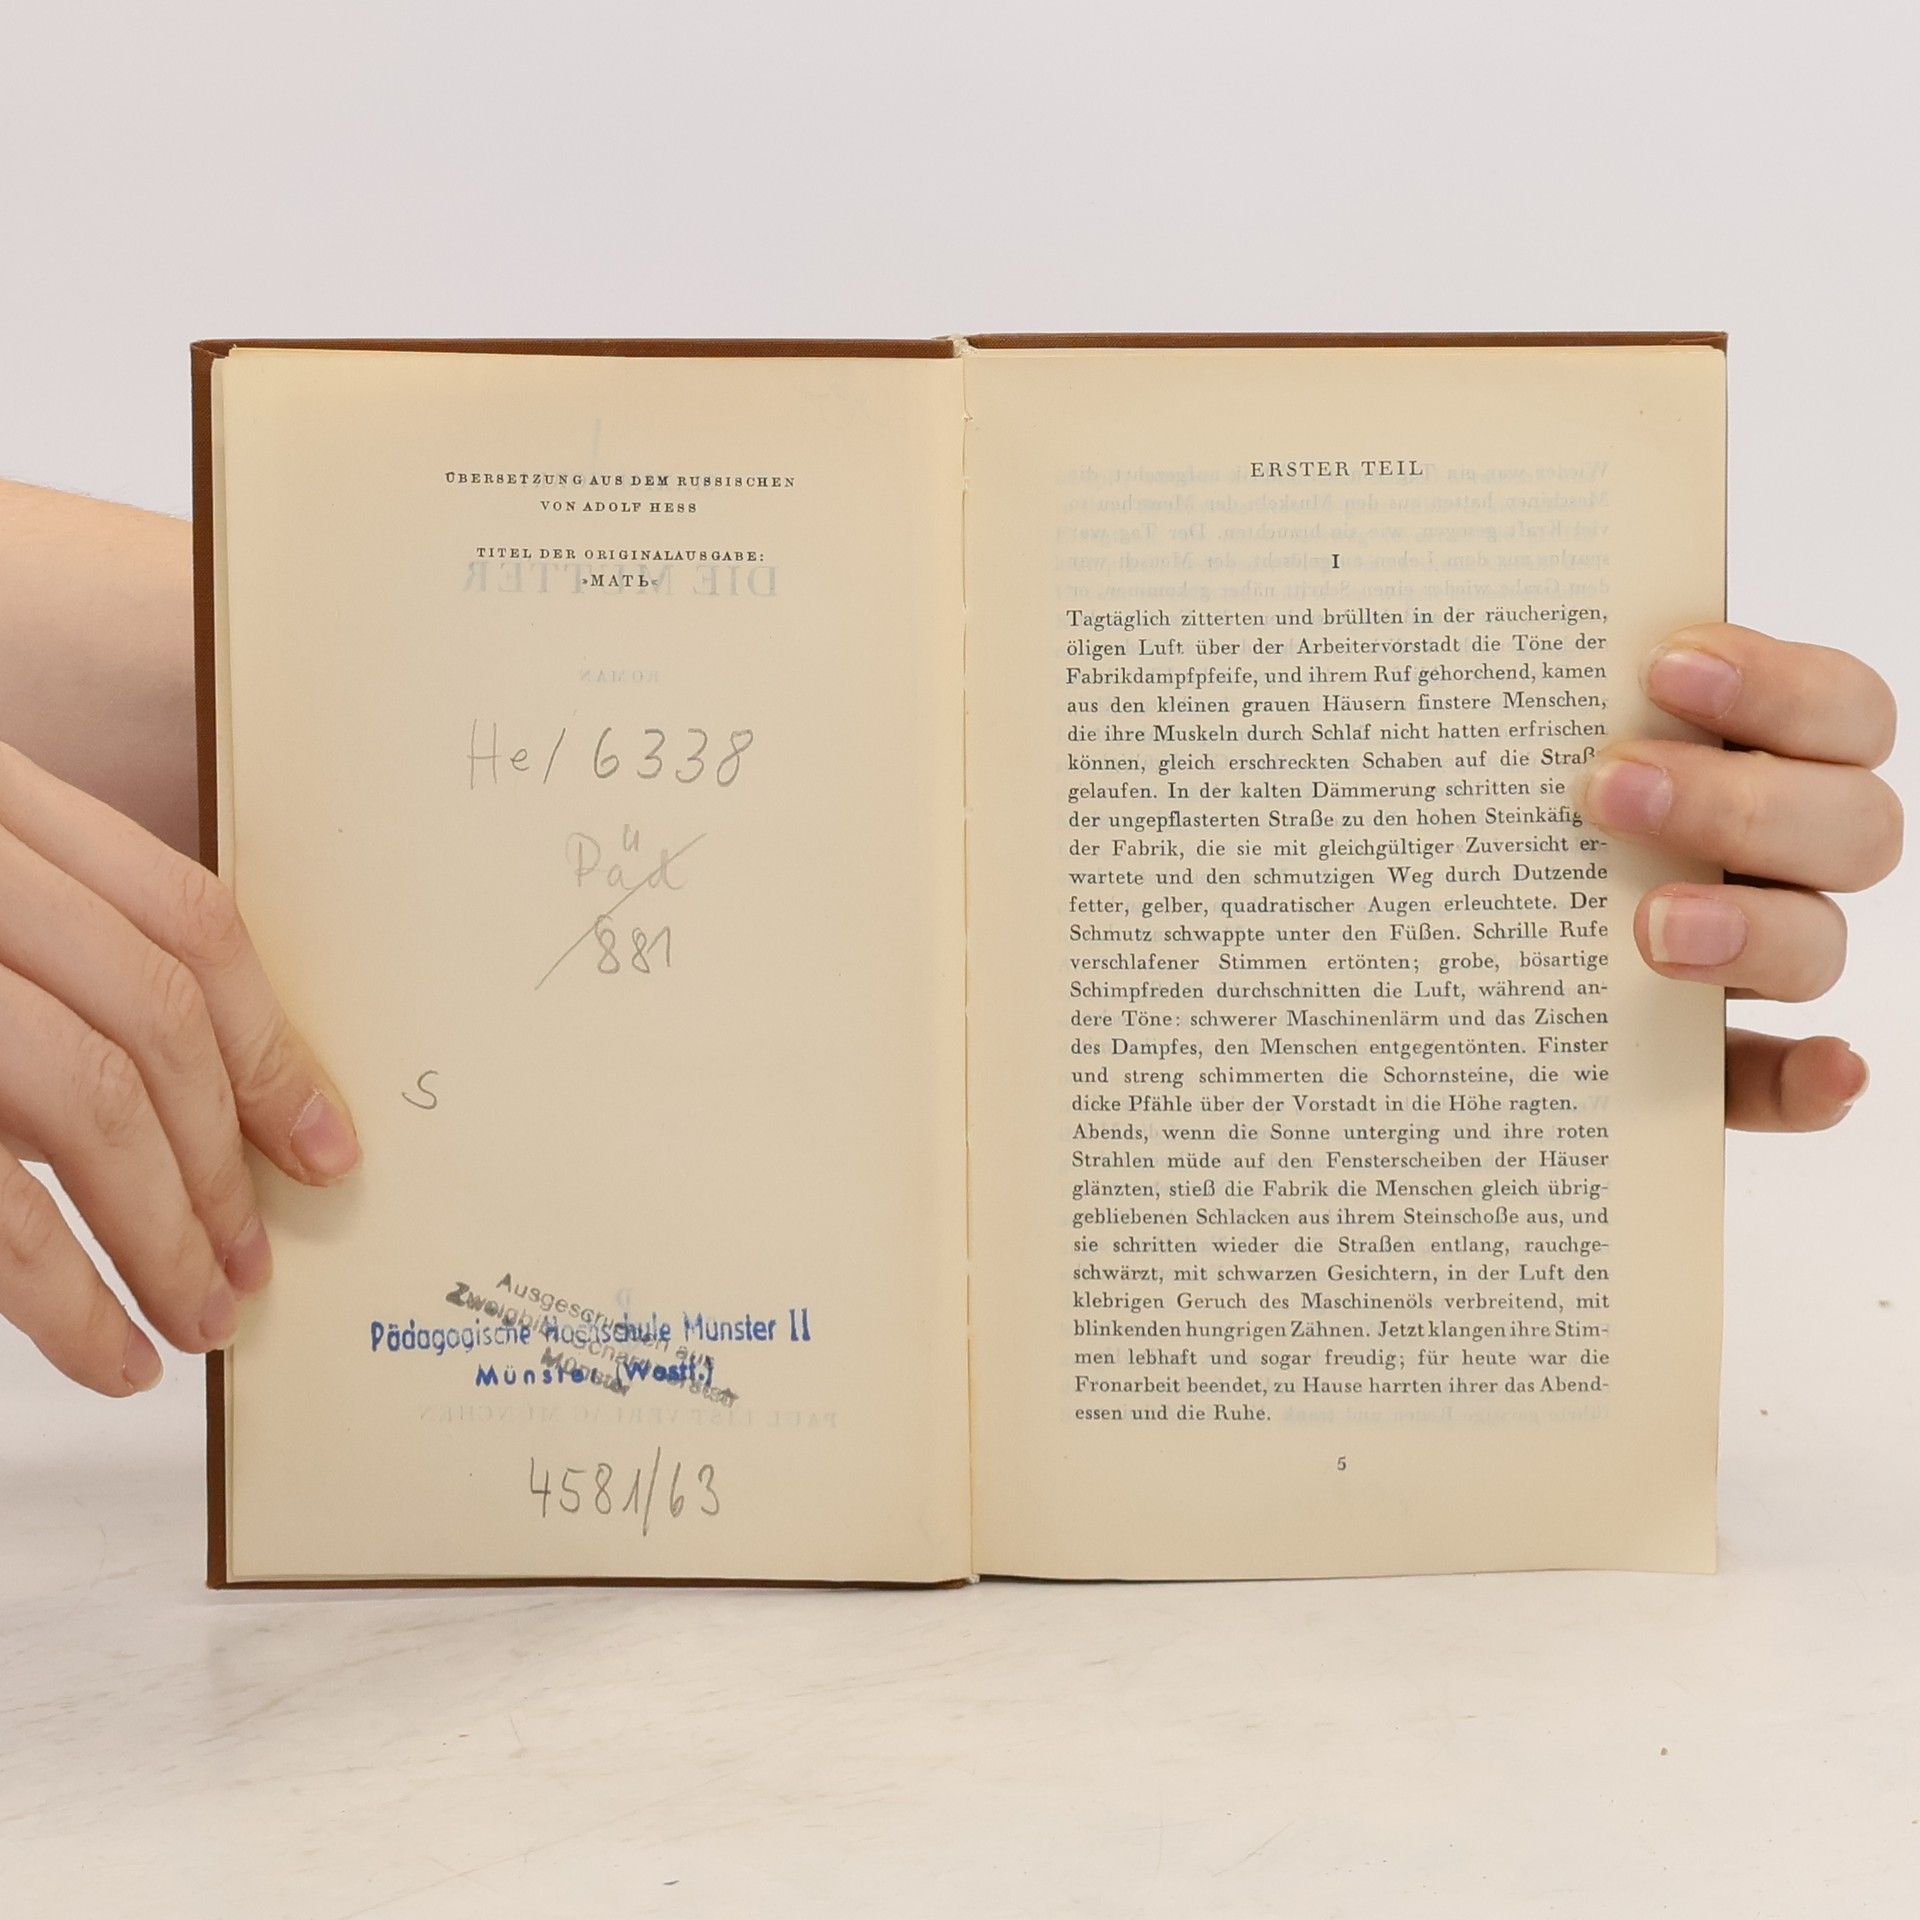 ÜBERSETZUNG AUS DEM RUSSISCHEN
VON ADOLF HESS
TITEL DER ORIGINALAUSGABE:
»МАТЬ«
He/ 6338
Päd
881
S
Ausgeschieden aus
Pädagogische Hochschule Münster II
Münster (Westf.)
4581/63
ERSTER TEIL
I
Tagtäglich zitterten und brüllten in der räucherigen,
öligen Luft über der Arbeitervorstadt die Töne der
Fabrikdampfpfeife, und ihrem Ruf gehorchend, kamen
aus den kleinen grauen Häusern finstere Menschen,
die ihre Muskeln durch Schlaf nicht hatten erfrischen
können, gleich erschreckten Schaben auf die Straß
gelaufen. In der kalten Dämmerung schritten sie
der ungepflasterten Straße zu den hohen Steinkäfig
der Fabrik, die sie mit gleichgültiger Zuversicht er-
wartete und den schmutzigen Weg durch Dutzende
fetter, gelber, quadratischer Augen erleuchtete. Der
Schmutz schwappte unter den Füßen. Schrille Rufe
verschlafener Stimmen ertönten; grobe, bösartige
Schimpfreden durchschnitten die Luft, während an-
dere Töne: schwerer Maschinenlärm und das Zischen
des Dampfes, den Menschen entgegentönten. Finster
und streng schimmerten die Schornsteine, die wie
dicke Pfähle über der Vorstadt in die Höhe ragten.
Abends, wenn die Sonne unterging und ihre roten
Strahlen müde auf den Fensterscheiben der Häuser
glänzten, stieß die Fabrik die Menschen gleich übrig-
gebliebenen Schlacken aus ihrem Steinschoße aus, und
sie schritten wieder die Straßen entlang, rauchge-
schwärzt, mit schwarzen Gesichtern, in der Luft den
klebrigen Geruch des Maschinenöls verbreitend, mit
blinkenden hungrigen Zähnen. Jetzt klangen ihre Stim-
men lebhaft und sogar freudig; für heute war die
Fronarbeit beendet, zu Hause harrten ihrer das Abend-
essen und die Ruhe.
5